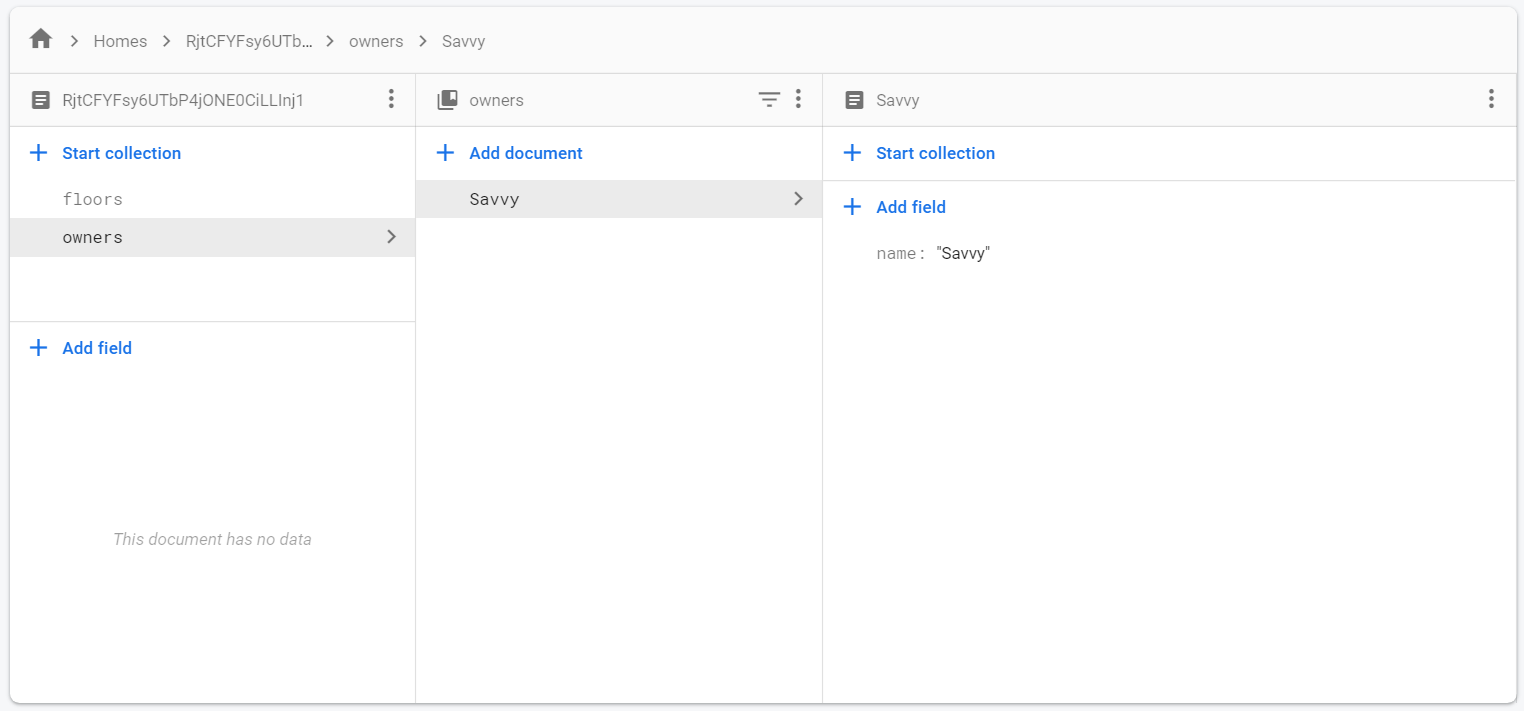 Homes
RjtCFYFsy6UTb...
owners
Savvy
RjtCFYFsy6UTbP4jONE0CiLLInj1
Start collection
floors
owners
Add field
This document has no data
owners
Add document
Savvy
Savvy
Start collection
Add field
name: "Savvy"